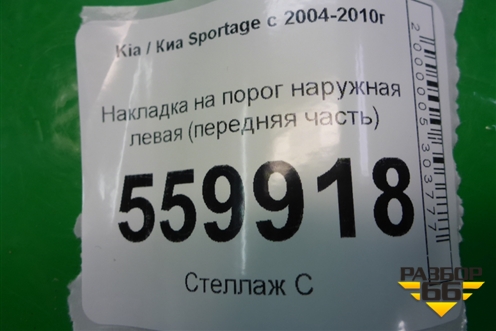 Kia / Киа Sportage с 2004-2010г
Накладка на порог наружная
левая (передняя часть)
559918
Стеллаж С
2000005303777
РАЗБОР
66